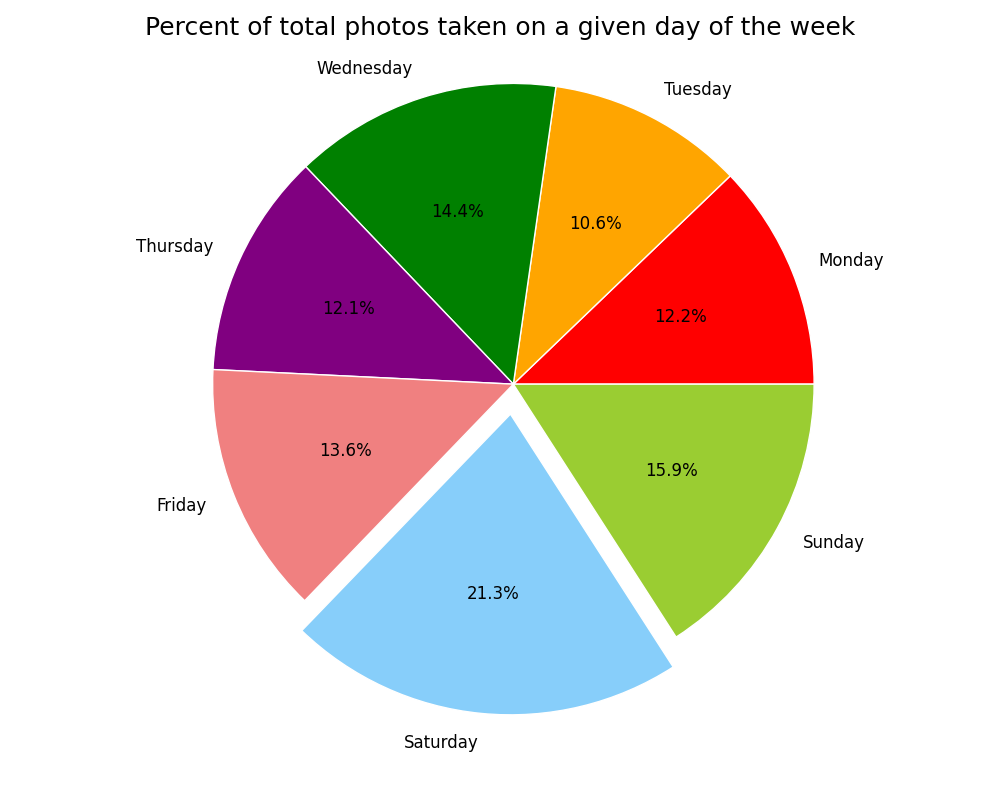 Percent of total photos taken on a given day of the week
Wednesday
Tuesday
14.4%
10.6%
Thursday
Monday
12.1%
12.2%
13.6%
15.9%
Friday
Sunday
21.3%
Saturday